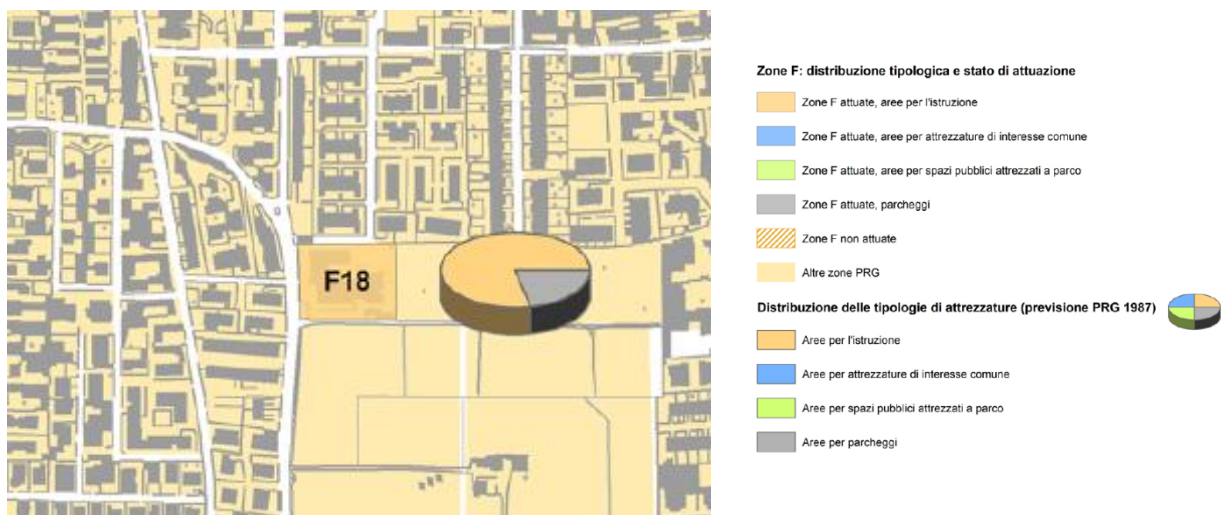 F18
Zone F: distribuzione tipologica e stato di attuazione
Zone F attuate, aree per l'istruzione
Zone F attuate, aree per attrezzature di interesse comune
Zone F attuate, aree per spazi pubblici attrezzati a parco
Zone F attuate, parcheggi
Zone F non attuate
Altre zone PRG
Distribuzione delle tipologie di attrezzature (previsione PRG 1987)
Aree per l'istruzione
Aree per attrezzature di interesse comune
Aree per spazi pubblici attrezzati a parco
Aree per parcheggi